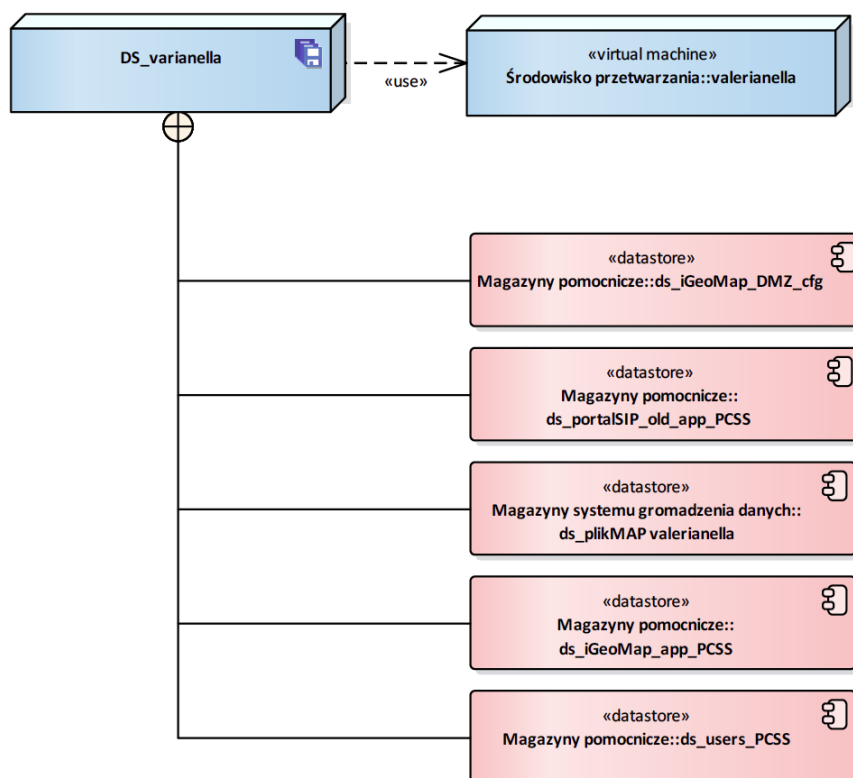 DS_varianella
«use»
«virtual machine»
Środowisko przetwarzania::valerianella
«datastore»
Magazyny pomocnicze::ds_iGeoMap_DMZ_cfg
«datastore»
Magazyny pomocnicze::
ds_portalSIP_old_app_PCSS
«datastore»
Magazyny systemu gromadzenia danych::
ds_plikMAP valerianella
«datastore»
Magazyny pomocnicze::
ds_iGeoMap_app_PCSS
«datastore»
Magazyny pomocnicze::ds_users_PCSS